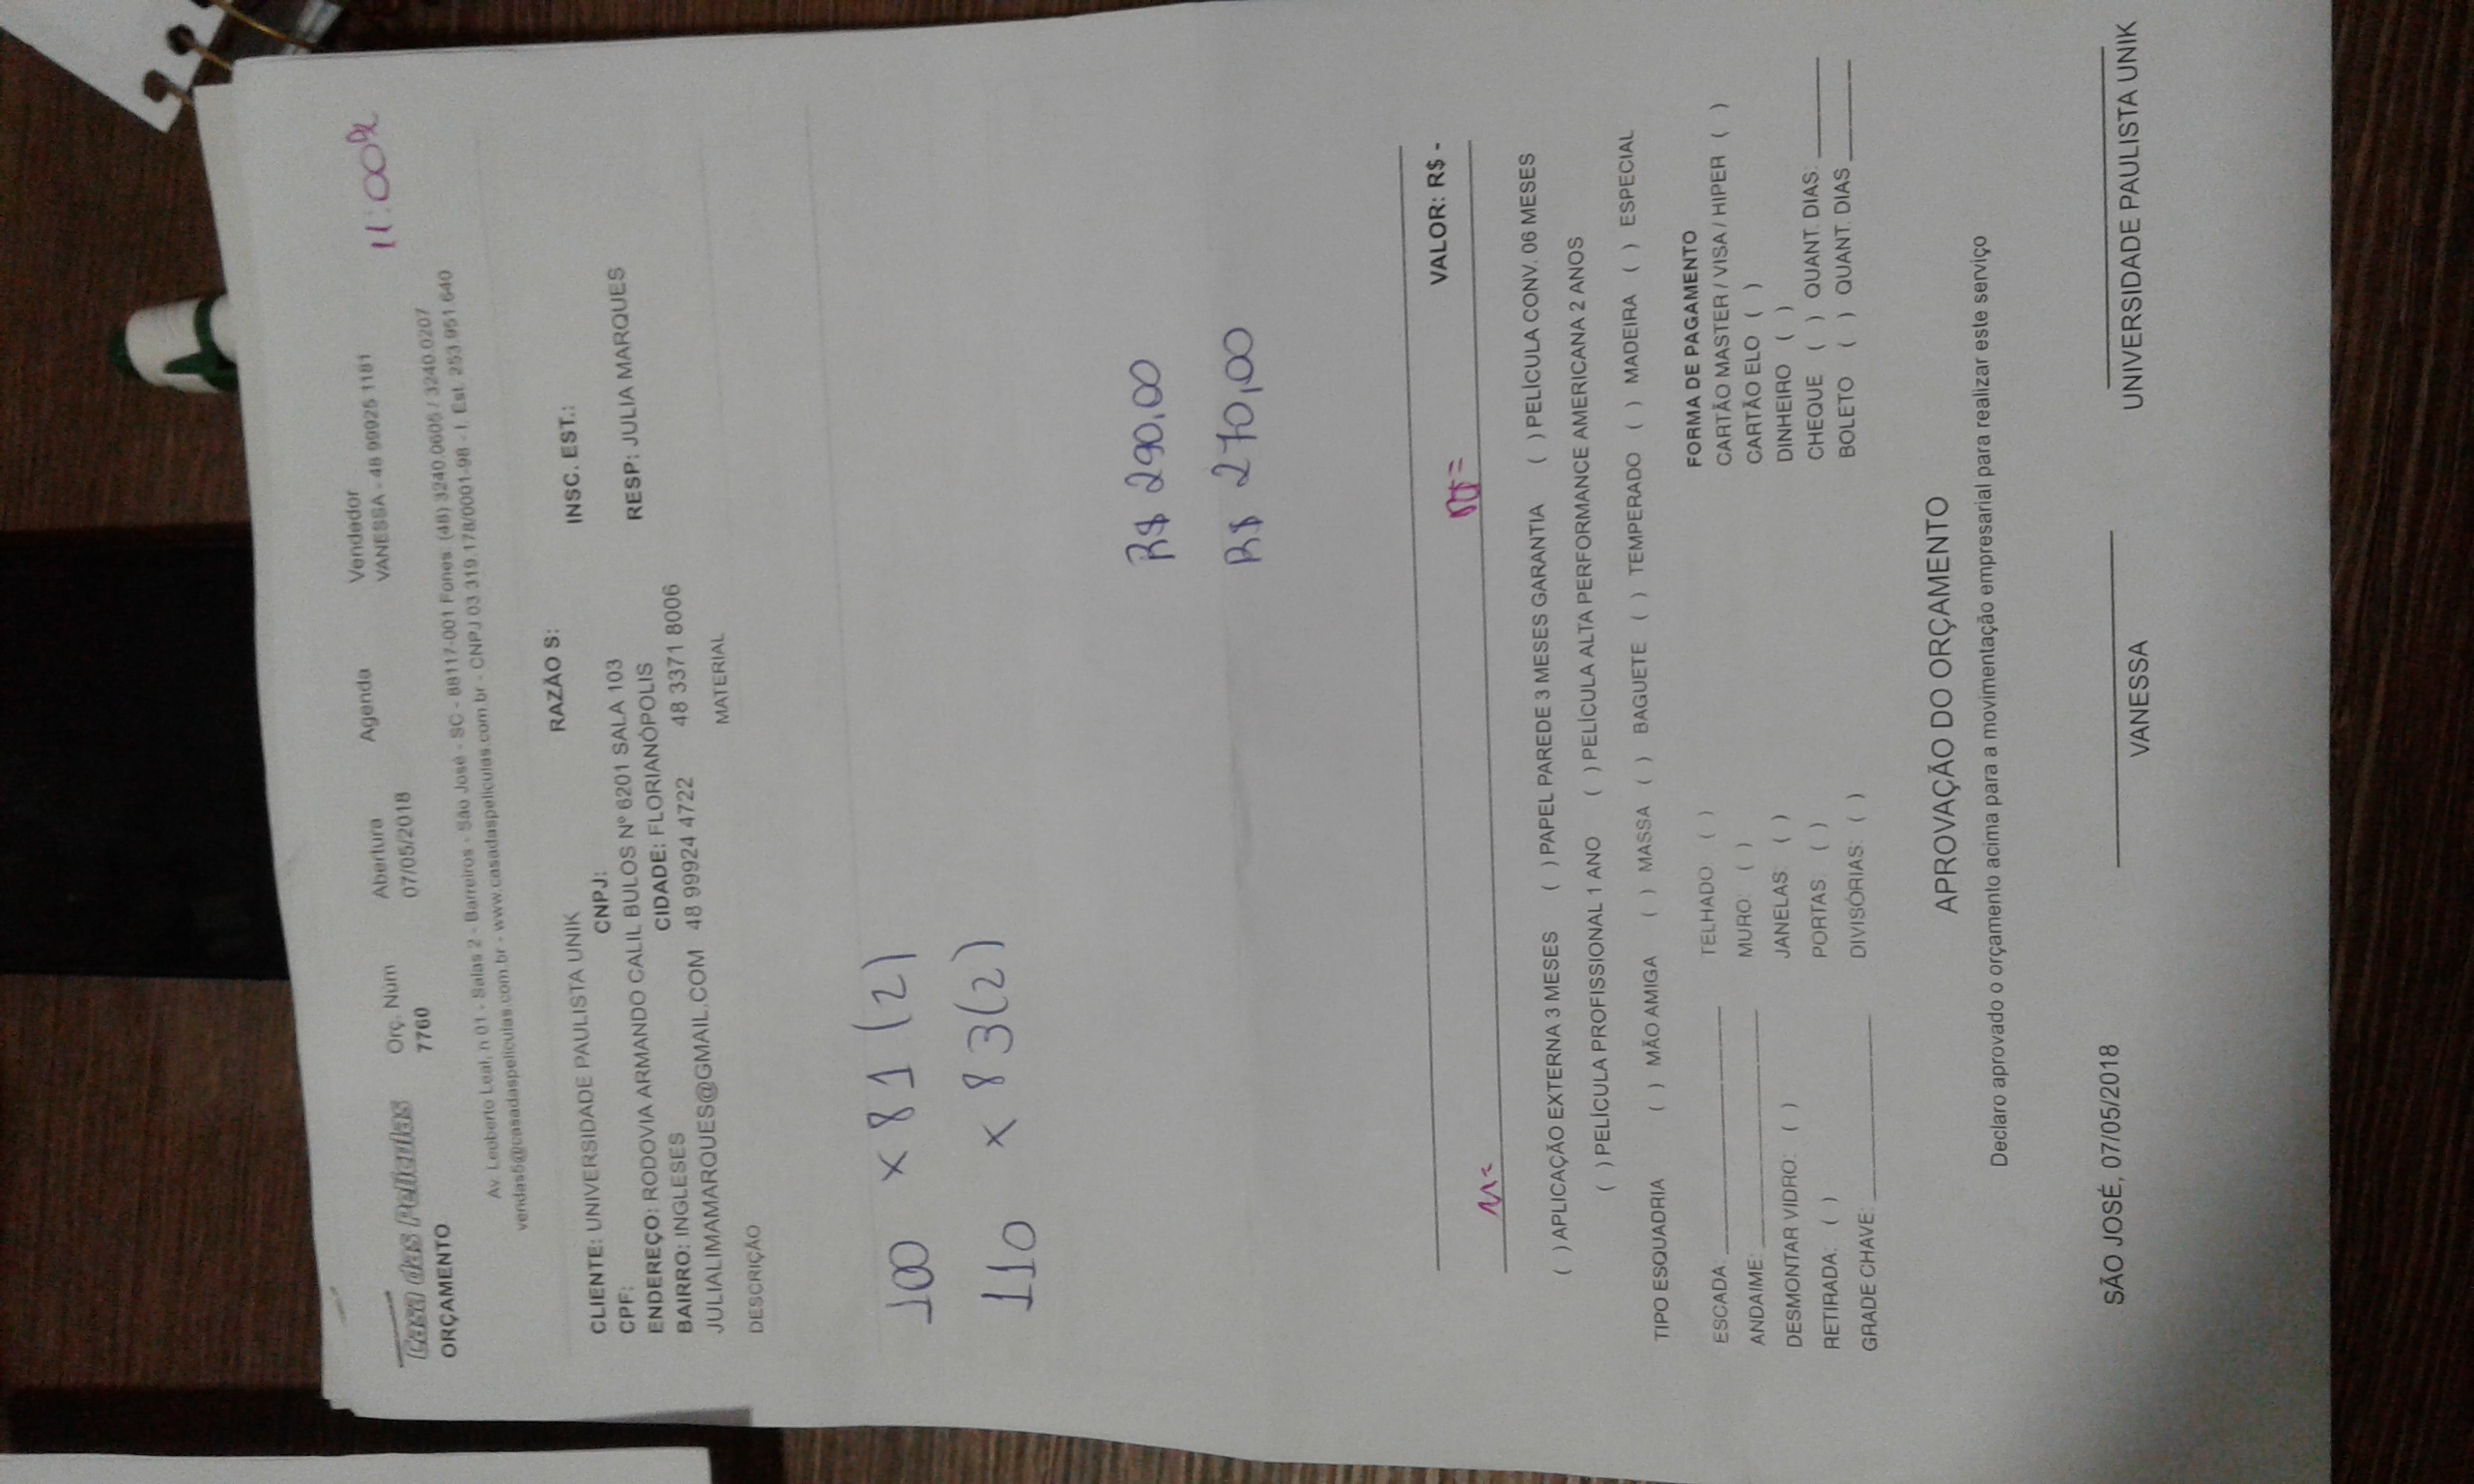 11:00h
Casa das Películas
ORÇAMENTO
Orç. Núm Abertura Agenda Vendedor
7760 07/05/2018 VANESSA - 48 99925 1181
Av. Leoberto Leal, n 01 - Salas 2 - Barreiros - São José - SC - 88117-001 Fones (48) 3240.0605 / 3240.0207
vendas5@casadaspeliculas.com.br - www.casadaspeliculas.com.br - CNPJ 03 319.178/0001-98 - I. Est. 253.951.640
CLIENTE: UNIVERSIDADE PAULISTA UNIK RAZÃO S: INSC. EST.:
CPF: CNPJ:
ENDEREÇO: RODOVIA ARMANDO CALIL BULOS Nº 6201 SALA 103 RESP: JULIA MARQUES
BAIRRO: INGLESES CIDADE: FLORIANÓPOLIS
JULIALIMAMARQUES@GMAIL.COM 48 99924 4722 48 3371 8006
DESCRIÇÃO MATERIAL
100 x 81 (2)
110 x 83 (2)
R$ 290,00
R$ 270,00
VALOR: R$ -
( ) APLICAÇÃO EXTERNA 3 MESES ( ) PAPEL PAREDE 3 MESES GARANTIA ( ) PELÍCULA CONV. 06 MESES
( ) PELÍCULA PROFISSIONAL 1 ANO ( ) PELÍCULA ALTA PERFORMANCE AMERICANA 2 ANOS
TIPO ESQUADRIA ( ) MÃO AMIGA ( ) MASSA ( ) BAGUETE ( ) TEMPERADO ( ) MADEIRA ( ) ESPECIAL
FORMA DE PAGAMENTO
ESCADA: TELHADO ( ) CARTÃO MASTER / VISA / HIPER ( )
ANDAIME: MURO: ( ) CARTÃO ELO ( )
DESMONTAR VIDRO: ( ) JANELAS: ( ) DINHEIRO ( )
RETIRADA: ( ) PORTAS ( ) CHEQUE ( ) QUANT. DIAS:
GRADE CHAVE: DIVISÓRIAS: ( ) BOLETO ( ) QUANT. DIAS
APROVAÇÃO DO ORÇAMENTO
Declaro aprovado o orçamento acima para a movimentação empresarial para realizar este serviço
SÃO JOSÉ, 07/05/2018 VANESSA UNIVERSIDADE PAULISTA UNIK